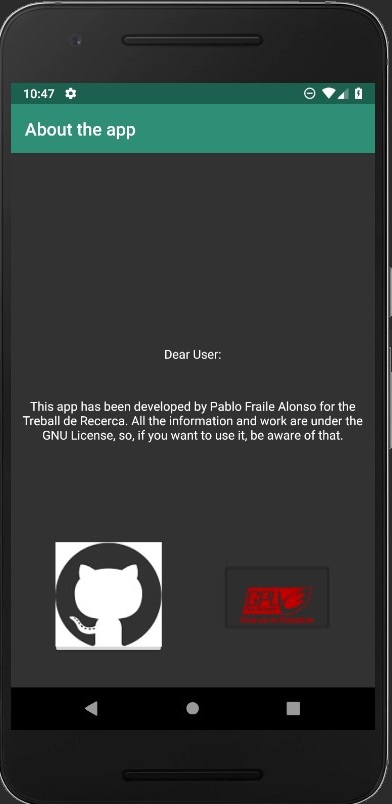 10:47
About the app
Dear User:
This app has been developed by Pablo Fraile Alonso for the
Treball de Recerca. All the information and work are under the
GNU License, so, if you want to use it, be aware of that.
GPLv3